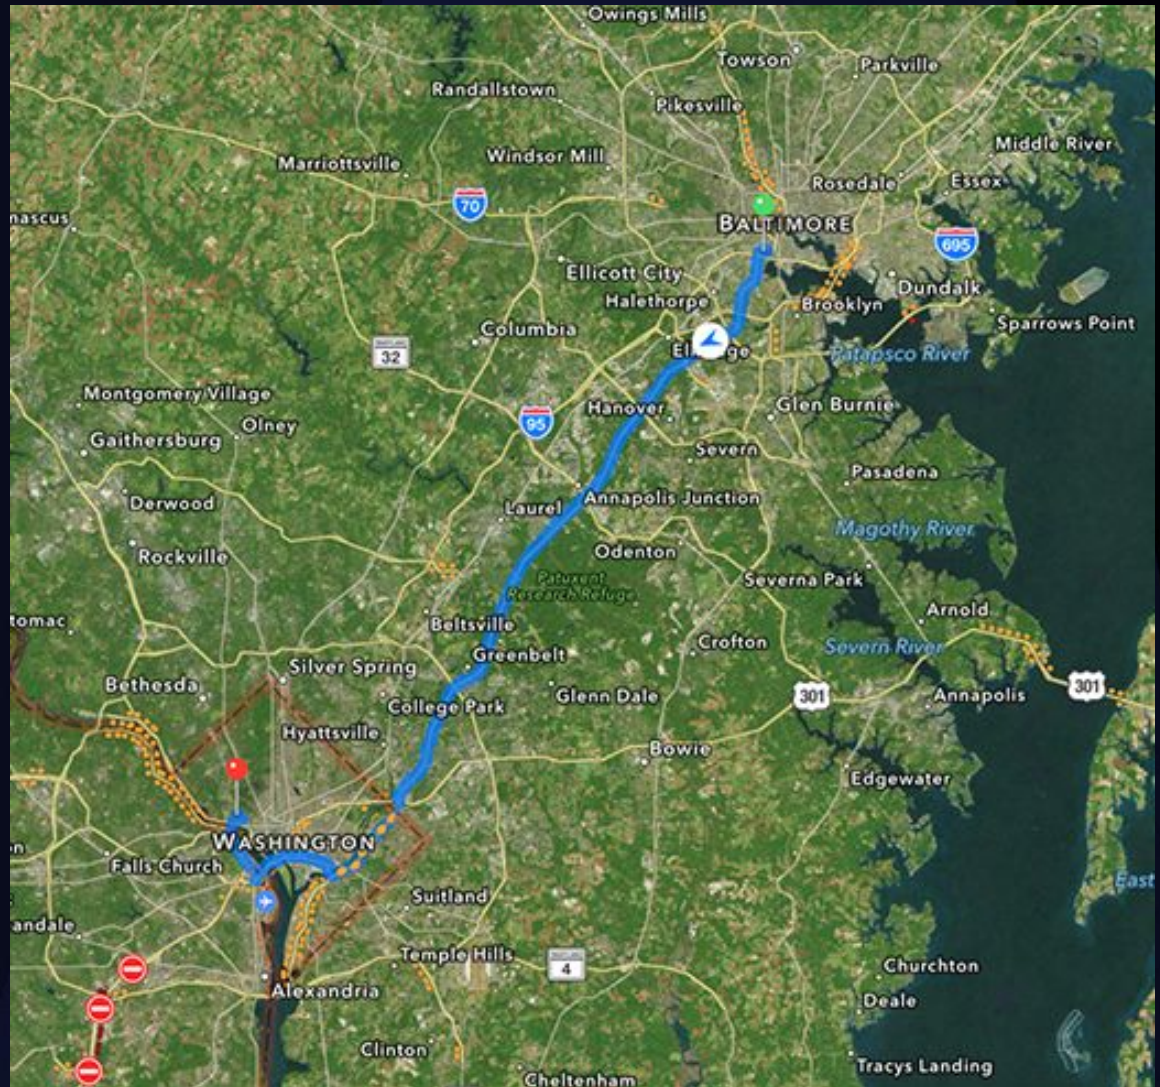 Owings Mills
Towson
Parkville
Randallstown
Pikesville
Middle River
Windsor Mill
Marriottsville
Rosedale
Essex
70
mascus
BALTIMORE
695
Ellicott City
Dundalk
Halethorpe
Brooklyn
Columbia
Sparrows Point
32
Patapsco River
Montgomery Village
Hanover
Glen Burnie
95
Olney
Gaithersburg
Severn
Pasadena
Derwood
Annapolis Junction
Laurel
Magothy River
Rockville
Odenton
Patuxent
Research Refuge
Severna Park
Arnold
tomac
Beltsville
Crofton
Severn River
Greenbelt
Silver Spring
Bethesda
301
301
Annapolis
Glenn Dale
College Park
Hyattsville
Bowie
Edgewater
WASHINGTON
Falls Church
East
Suitland
andale
Temple Hills
4
Churchton
Alexandria
Deale
Clinton
Tracys Landing
Cheltenham